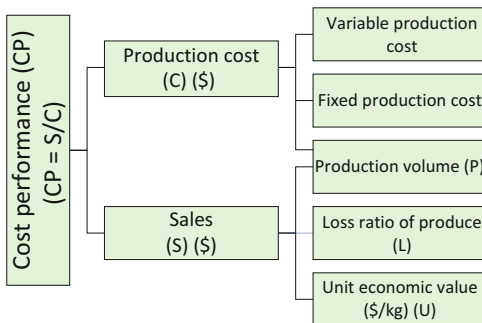 Cost performance (CP)
(CP = S/C)
Production cost
(C) ($)
Sales
(S) ($)
Variable production
cost
Fixed production cost
Production volume (P)
Loss ratio of produce
(L)
Unit economic value
($/kg) (U)